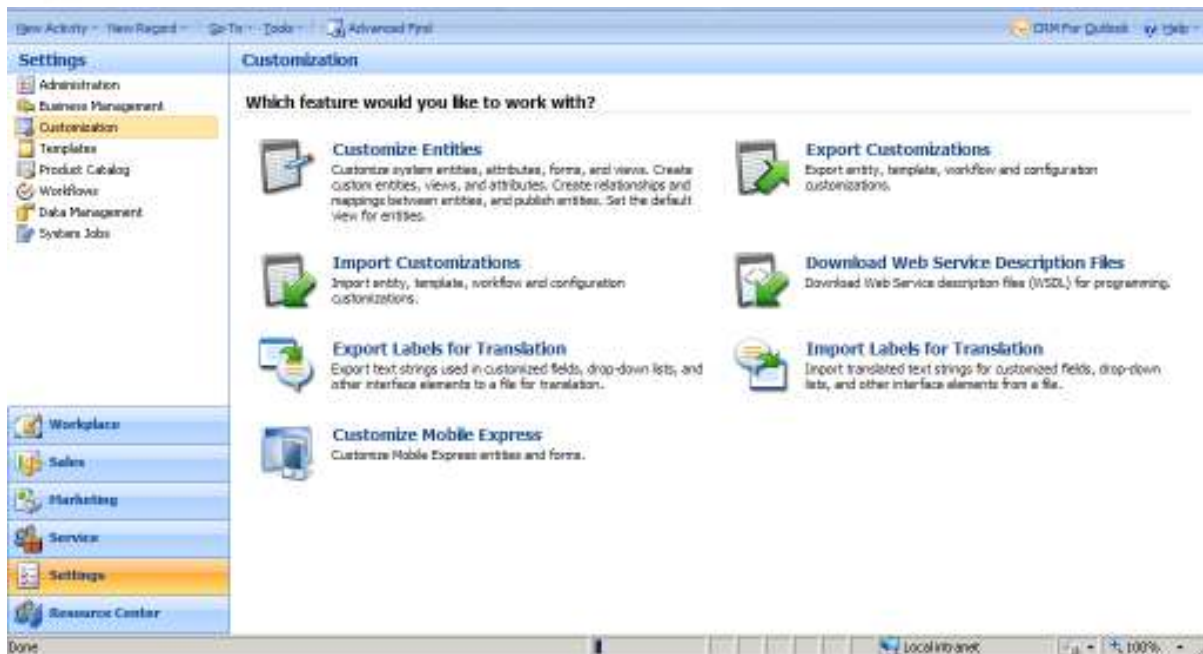 New Activity New Record Go To Tools Advanced Find
CRM For Outlook Help
Settings
Administration
Business Management
Customization
Templates
Product Catalog
Workflows
Data Management
System Jobs
Workplace
Sales
Marketing
Service
Settings
Resource Center
Customization
Which feature would you like to work with?
Customize Entities
Customize system entities, attributes, forms, and views. Create
custom entities, views, and attributes. Create relationships and
mappings between entities, and publish entities. Set the default
view for entities.
Export Customizations
Export entity, template, workflow and configuration
customizations.
Import Customizations
Import entity, template, workflow and configuration
customizations.
Download Web Service Description Files
Download Web Service description files (WSDL) for programming.
Export Labels for Translation
Export text strings used in customized fields, drop-down lists, and
other interface elements to a file for translation.
Import Labels for Translation
Import translated text strings for customized fields, drop-down
lists, and other interface elements from a file.
Customize Mobile Express
Customize Mobile Express entities and forms.
Done
Local intranet
100%